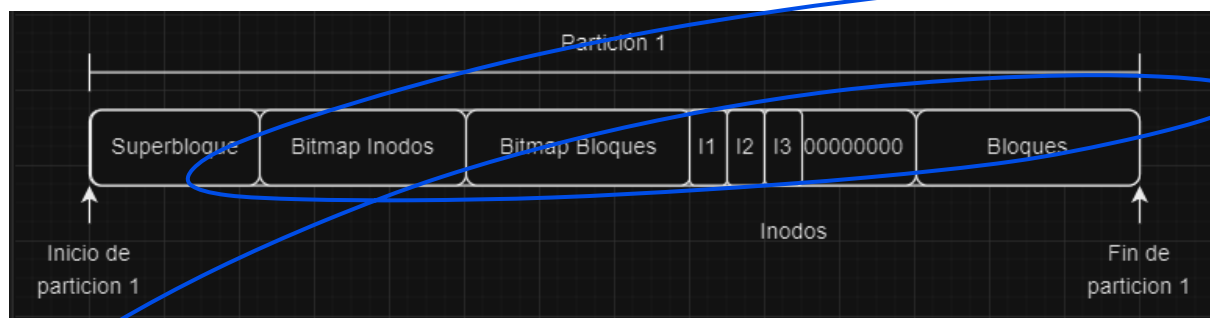 Partición 1
Superbloque Bitmap Inodos Bitmap Bloques I1 I2 I3 00000000 Bloques
Inodos
Inicio de
particion 1
Fin de
particion 1